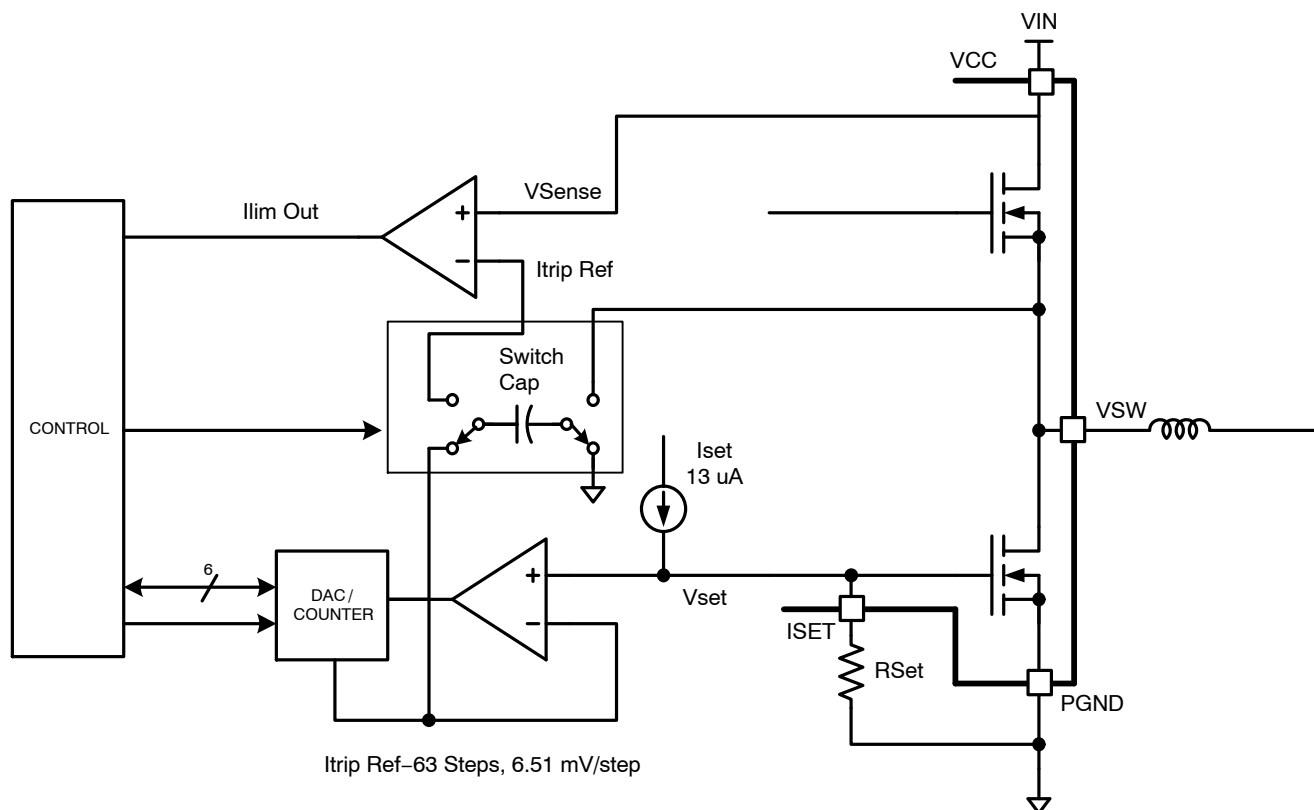 VIN
VCC
VSense
Ilim Out
+
−
Itrip Ref
Switch
Cap
CONTROL
VSW
Iset
13 uA
6
DAC /
COUNTER
+
−
Vset
ISET
RSet
PGND
Itrip Ref−63 Steps, 6.51 mV/step